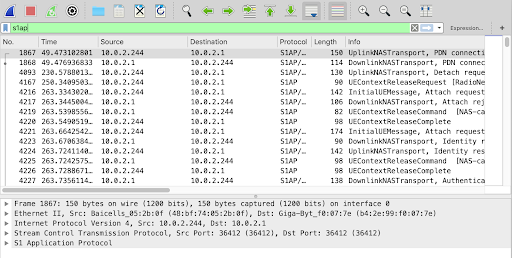 s1ap
Expression...
+
No. Time Source Destination Protocol Length Info
1867 49.473102801 10.0.2.244 10.0.2.1 S1AP/… 150 UplinkNASTransport, PDN connecti
1868 49.476936833 10.0.2.1 10.0.2.244 S1AP/… 114 DownlinkNASTransport, PDN connec
4093 230.5788013… 10.0.2.244 10.0.2.1 S1AP/… 130 UplinkNASTransport, Detach reque
4167 250.3409503… 10.0.2.244 10.0.2.1 S1AP 90 UEContextReleaseRequest [RadioNe
4216 263.3343020… 10.0.2.244 10.0.2.1 S1AP/… 142 InitialUEMessage, Attach request
4217 263.3445004… 10.0.2.1 10.0.2.244 S1AP/… 106 DownlinkNASTransport, Attach rej
4219 263.5398556… 10.0.2.1 10.0.2.244 S1AP 82 UEContextReleaseCommand [NAS-ca
4220 263.5490519… 10.0.2.244 10.0.2.1 S1AP 98 UEContextReleaseComplete
4221 263.6642542… 10.0.2.244 10.0.2.1 S1AP/… 174 InitialUEMessage, Attach request
4223 263.6706384… 10.0.2.1 10.0.2.244 S1AP/… 90 DownlinkNASTransport, Identity r
4224 263.7241140… 10.0.2.244 10.0.2.1 S1AP/… 142 UplinkNASTransport, Identity res
4225 263.7242575… 10.0.2.1 10.0.2.244 S1AP 98 UEContextReleaseCommand [NAS-ca
4226 263.7288671… 10.0.2.244 10.0.2.1 S1AP 98 UEContextReleaseComplete
4227 263.7356114… 10.0.2.1 10.0.2.244 S1AP/… 138 DownlinkNASTransport, Authentica
Frame 1867: 150 bytes on wire (1200 bits), 150 bytes captured (1200 bits) on interface 0
Ethernet II, Src: Baicells_05:2b:0f (48:bf:74:05:2b:0f), Dst: Giga-Byt_f0:07:7e (b4:2e:99:f0:07:7e)
Internet Protocol Version 4, Src: 10.0.2.244, Dst: 10.0.2.1
Stream Control Transmission Protocol, Src Port: 36412 (36412), Dst Port: 36412 (36412)
S1 Application Protocol